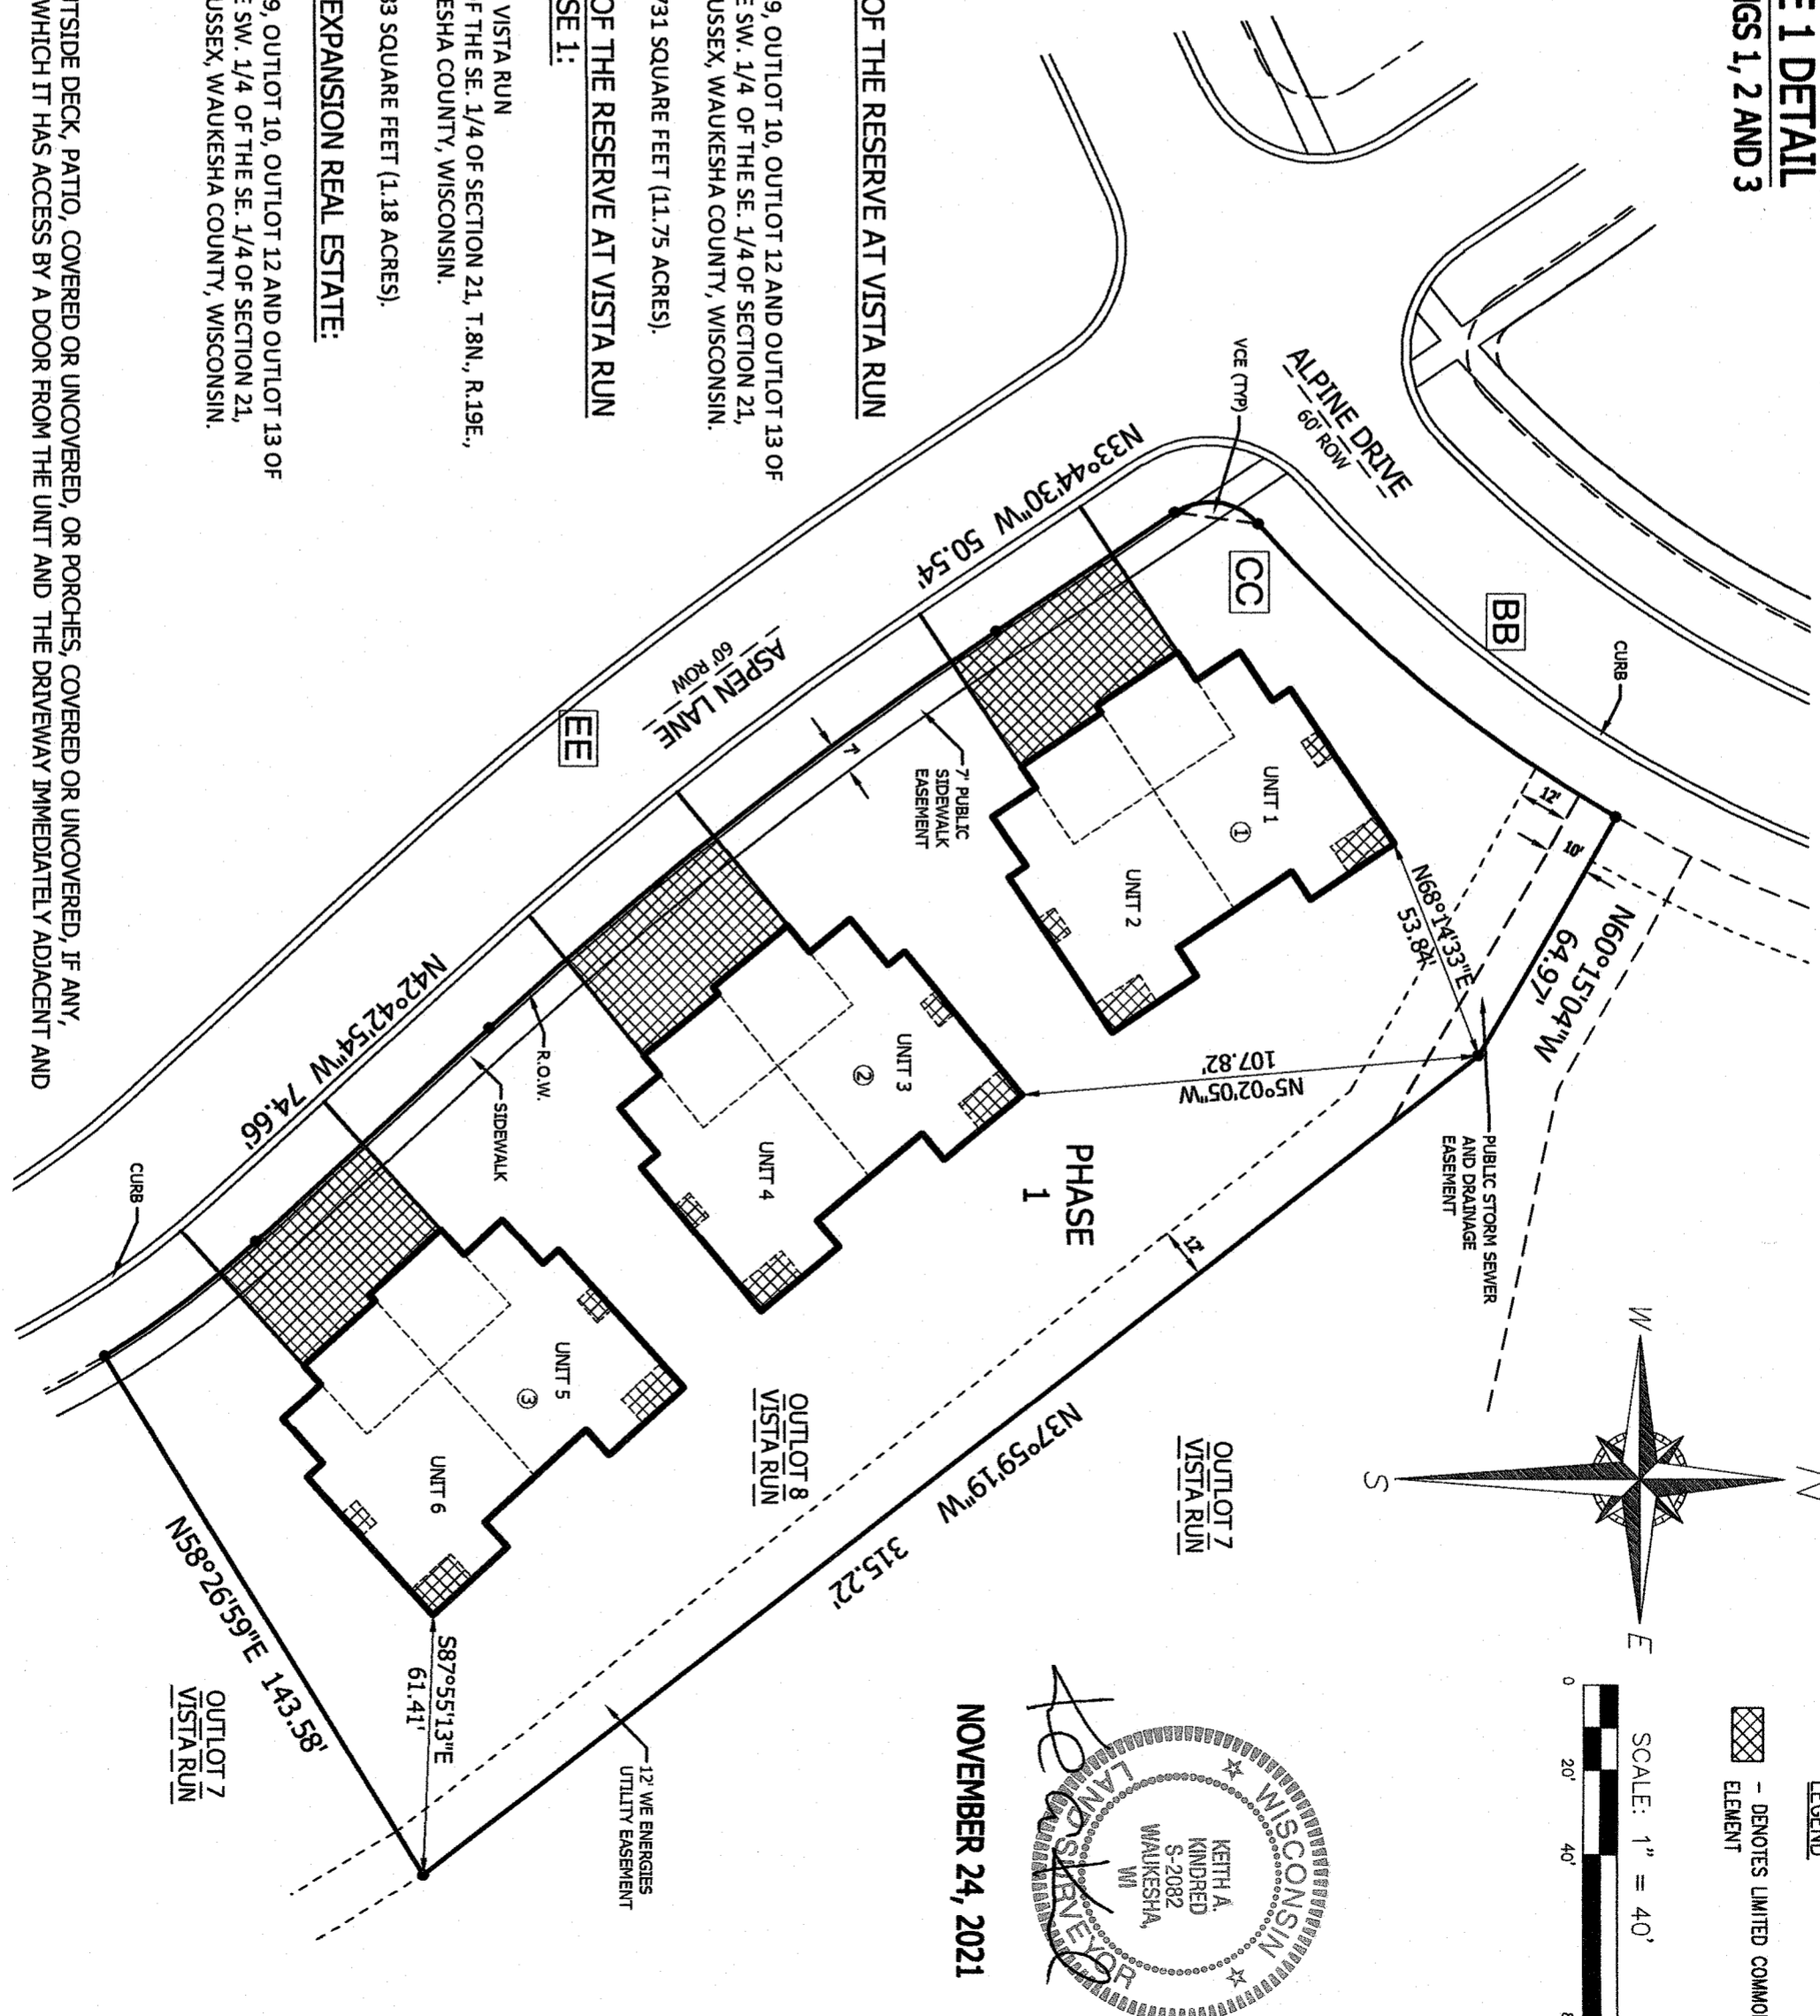 E 1 DETAIL
GS 1, 2 AND 3
LEGEND
- DENOTES LIMITED COMMO
ELEMENT
SCALE: 1" = 40'
0
20'
40'
8
N
W
E
S
ALPINE DRIVE
60' ROW
VCE (TYP)
CC
BB
CURB
12'
10'
N60°15'04"W
64.97'
N68°14'33"E
53.84'
PUBLIC STORM SEWER
AND DRAINAGE
EASEMENT
N33°44'30"W 50.54'
UNIT 1
1
UNIT 2
N5°02'05"W
107.82'
PHASE
1
12'
OUTLOT 7
VISTA RUN
N37°59'19"W 315.22'
7' PUBLIC
SIDEWALK
EASEMENT
7'
ASPEN LANE
60' ROW
EE
UNIT 3
2
UNIT 4
OUTLOT 8
VISTA RUN
R.O.W.
SIDEWALK
N42°42'54"W 74.66'
CURB
UNIT 5
3
UNIT 6
S87°55'13"E
61.41'
12' WE ENERGIES
UTILITY EASEMENT
N58°26'59"E 143.58'
OUTLOT 7
VISTA RUN
WISCONSIN
KEITH A.
KINDRED
S-2082
WAUKESHA,
WI
LAND SURVEYOR
NOVEMBER 24, 2021
OF THE RESERVE AT VISTA RUN
9, OUTLOT 10, OUTLOT 12 AND OUTLOT 13 OF
E SW. 1/4 OF THE SE. 1/4 OF SECTION 21,
USSEX, WAUKESHA COUNTY, WISCONSIN.
731 SQUARE FEET (11.75 ACRES).
OF THE RESERVE AT VISTA RUN
SE 1:
VISTA RUN
F THE SE. 1/4 OF SECTION 21, T.8N., R.19E.,
ESHA COUNTY, WISCONSIN.
33 SQUARE FEET (1.18 ACRES).
EXPANSION REAL ESTATE:
9, OUTLOT 10, OUTLOT 12 AND OUTLOT 13 OF
E SW. 1/4 OF THE SE. 1/4 OF SECTION 21,
USSEX, WAUKESHA COUNTY, WISCONSIN.
UTSIDE DECK, PATIO, COVERED OR UNCOVERED, OR PORCHES, COVERED OR UNCOVERED, IF ANY,
WHICH IT HAS ACCESS BY A DOOR FROM THE UNIT AND THE DRIVEWAY IMMEDIATELY ADJACENT AND